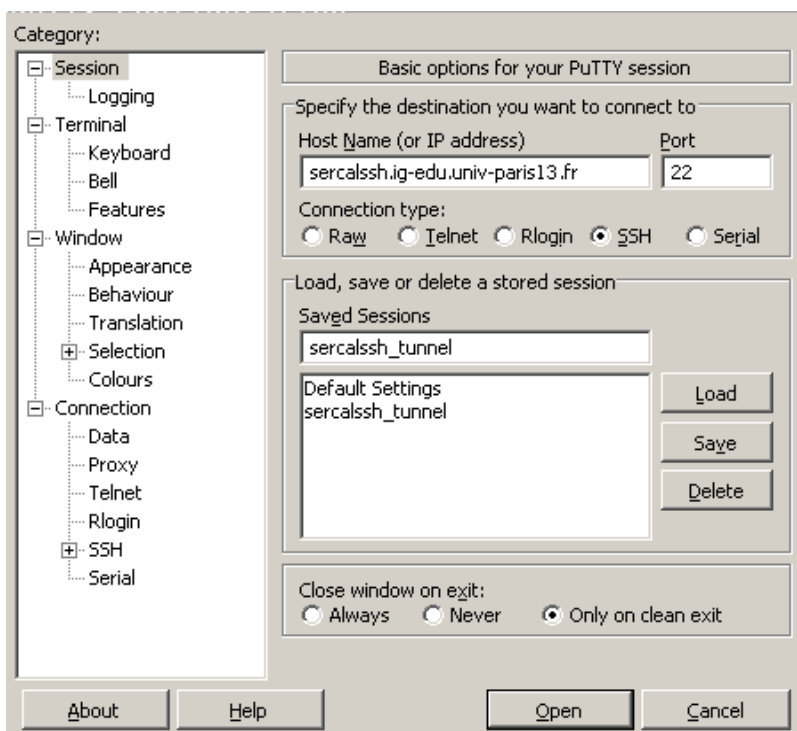 Category:
Session
Logging
Terminal
Keyboard
Bell
Features
Window
Appearance
Behaviour
Translation
Selection
Colours
Connection
Data
Proxy
Telnet
Rlogin
SSH
Serial
Basic options for your PuTTY session
Specify the destination you want to connect to
Host Name (or IP address) Port
sercalssh.ig-edu.univ-paris13.fr 22
Connection type:
Raw Telnet Rlogin SSH Serial
Load, save or delete a stored session
Saved Sessions
sercalssh_tunnel
Default Settings
sercalssh_tunnel
Load
Save
Delete
Close window on exit:
Always Never Only on clean exit
About Help Open Cancel